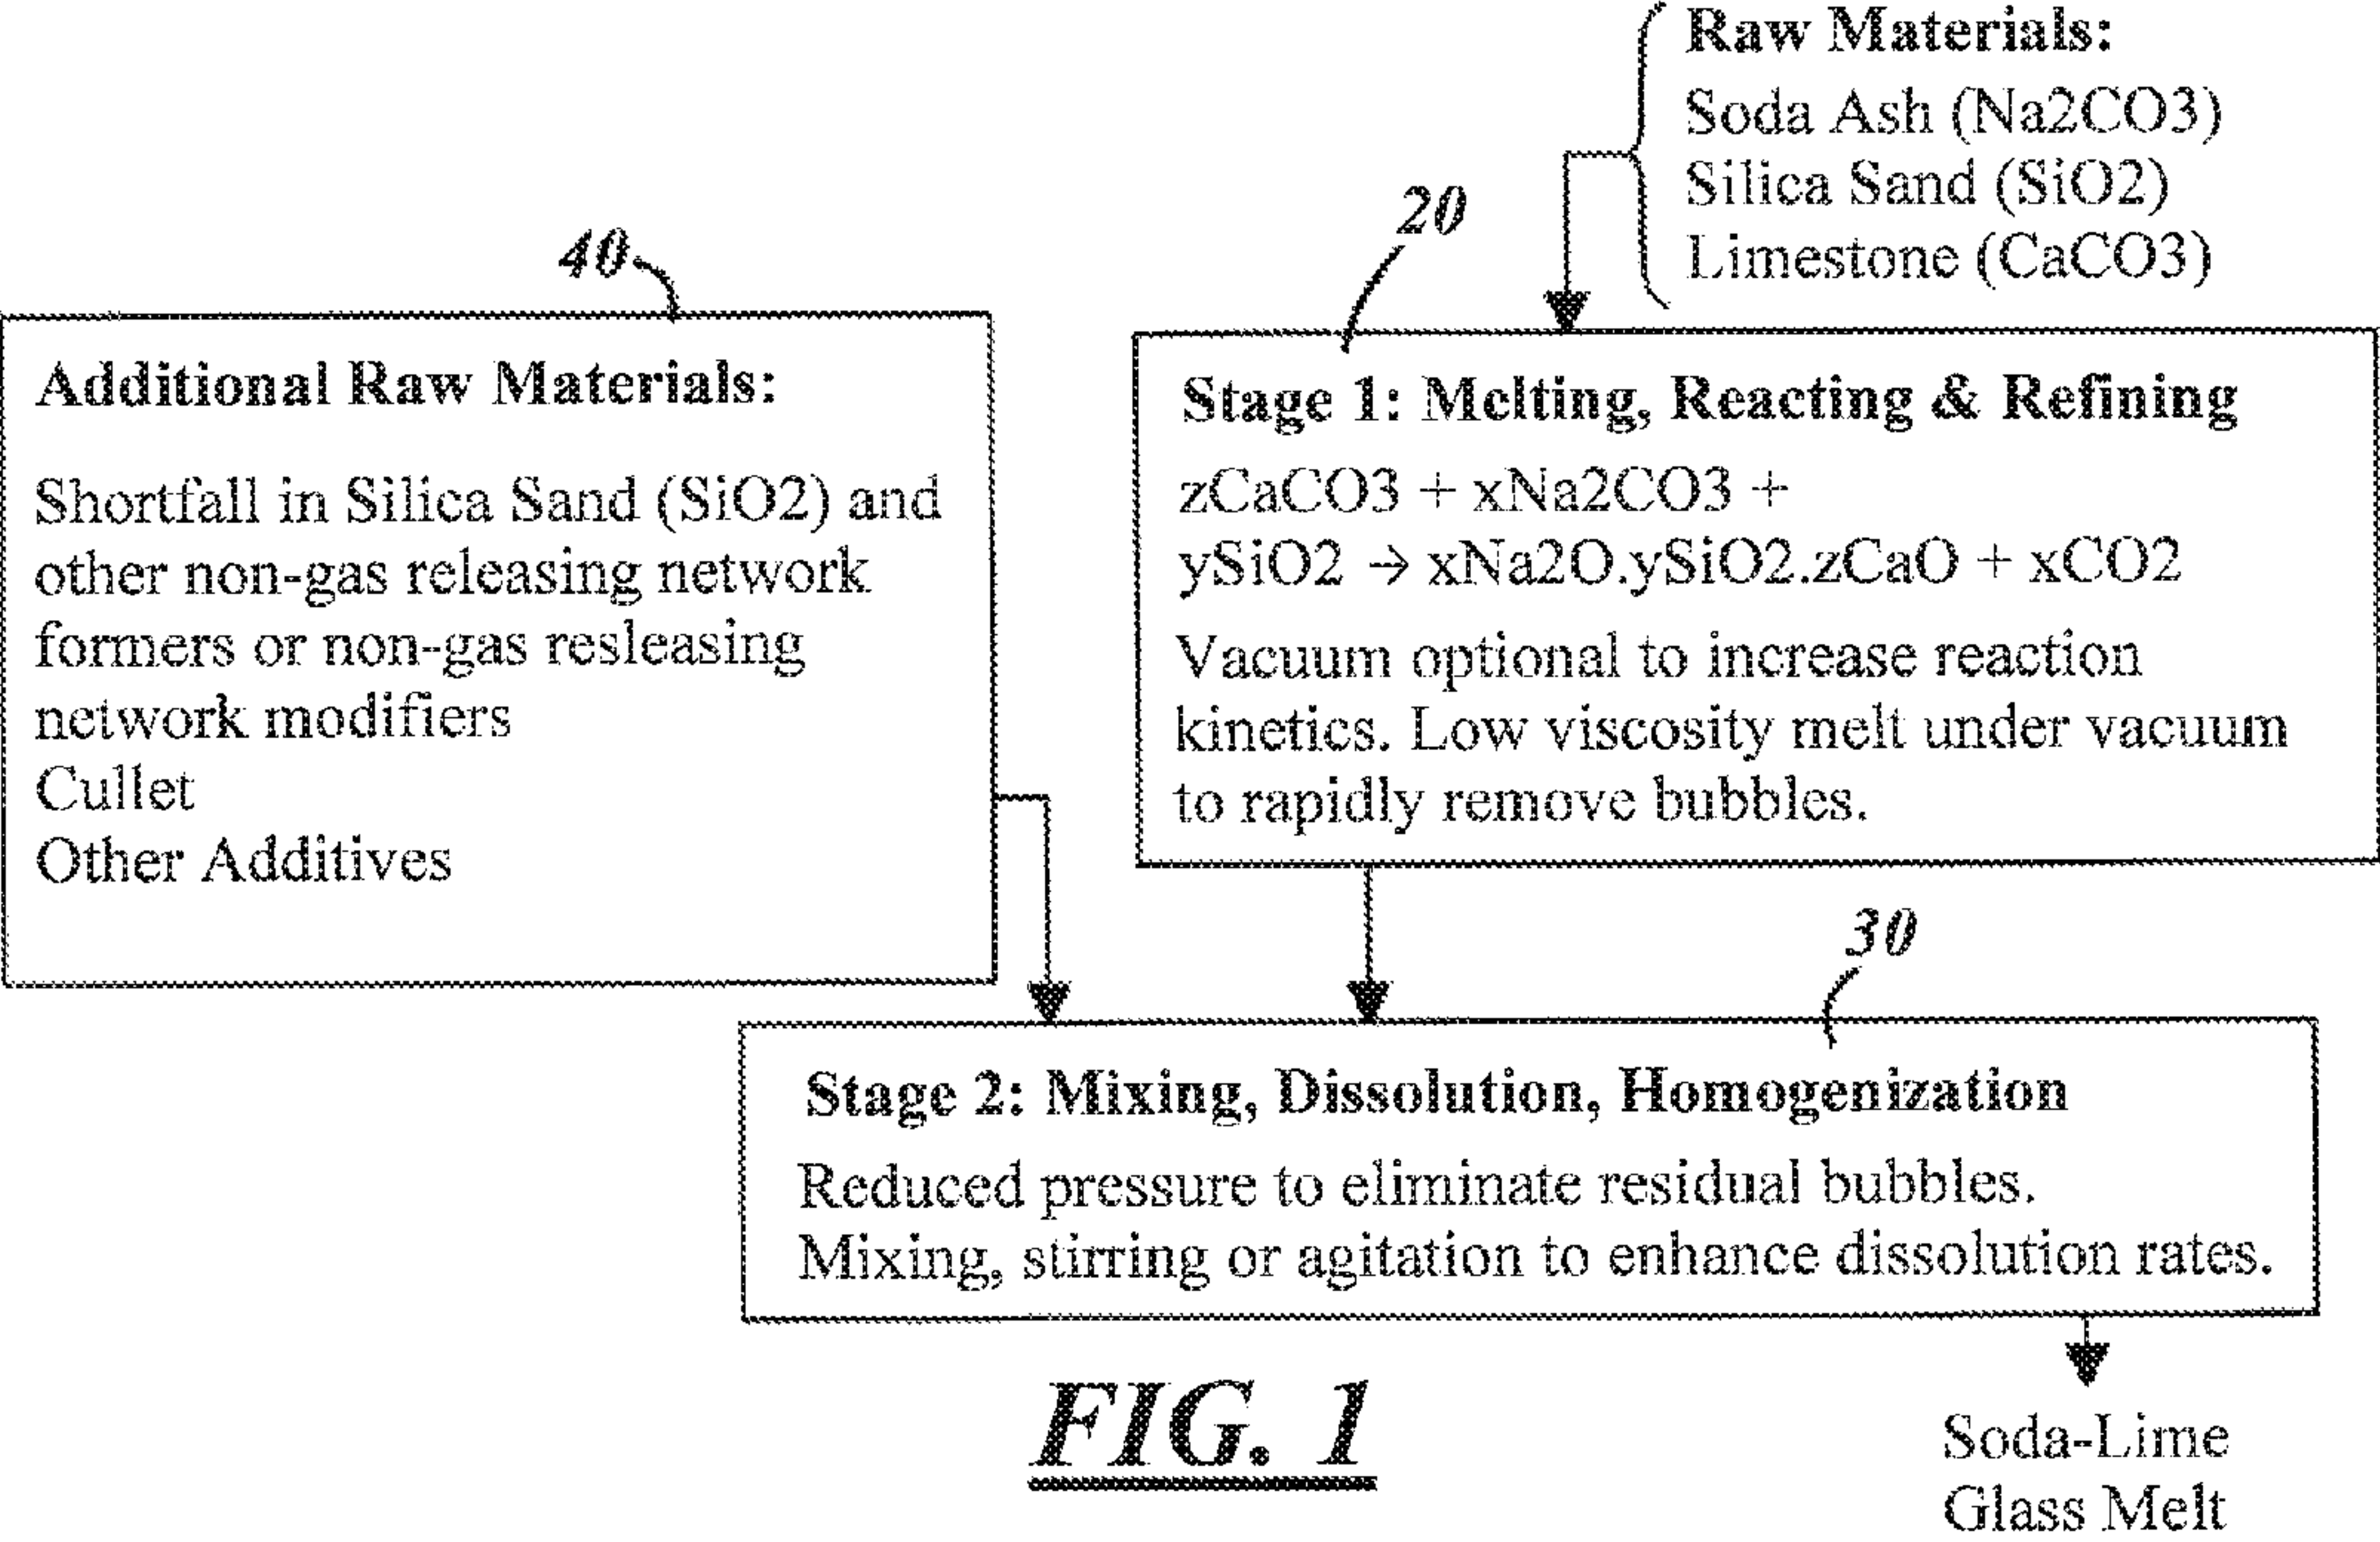 Raw Materials:
Soda Ash (Na2CO3)
Silica Sand (SiO2)
Limestone (CaCO3)
20
40
Additional Raw Materials:
Shortfall in Silica Sand (SiO2) and
other non-gas releasing network
formers or non-gas resleasing
network modifiers
Cullet
Other Additives
Stage 1: Melting, Reacting & Refining
zCaCO3 + xNa2CO3 +
ySiO2 → xNa2O.ySiO2.zCaO + xCO2
Vacuum optional to increase reaction
kinetics. Low viscosity melt under vacuum
to rapidly remove bubbles.
30
Stage 2: Mixing, Dissolution, Homogenization
Reduced pressure to eliminate residual bubbles.
Mixing, stirring or agitation to enhance dissolution rates.
FIG. 1
Soda-Lime
Glass Melt